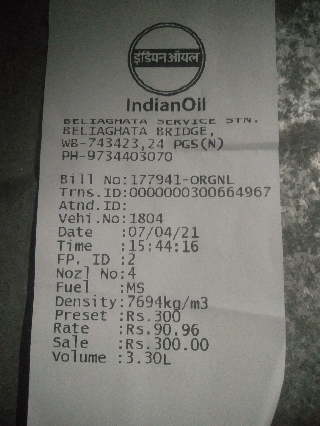 इंडियनऑयल
IndianOil
BELIAGHATA SERVICE STN,
BELIAGHATA BRIDGE,
WB-743423,24 PGS(N)
PH-9734403070
Bill No:177941-ORGNL
Trns.ID:0000000300664967
Atnd.ID:
Vehi.No:1804
Date :07/04/21
Time :15:44:16
FP. ID :2
Nozl No:4
Fuel :MS
Density:7694kg/m3
Preset :Rs.300
Rate :Rs.90.96
Sale :Rs.300.00
Volume :3.30L